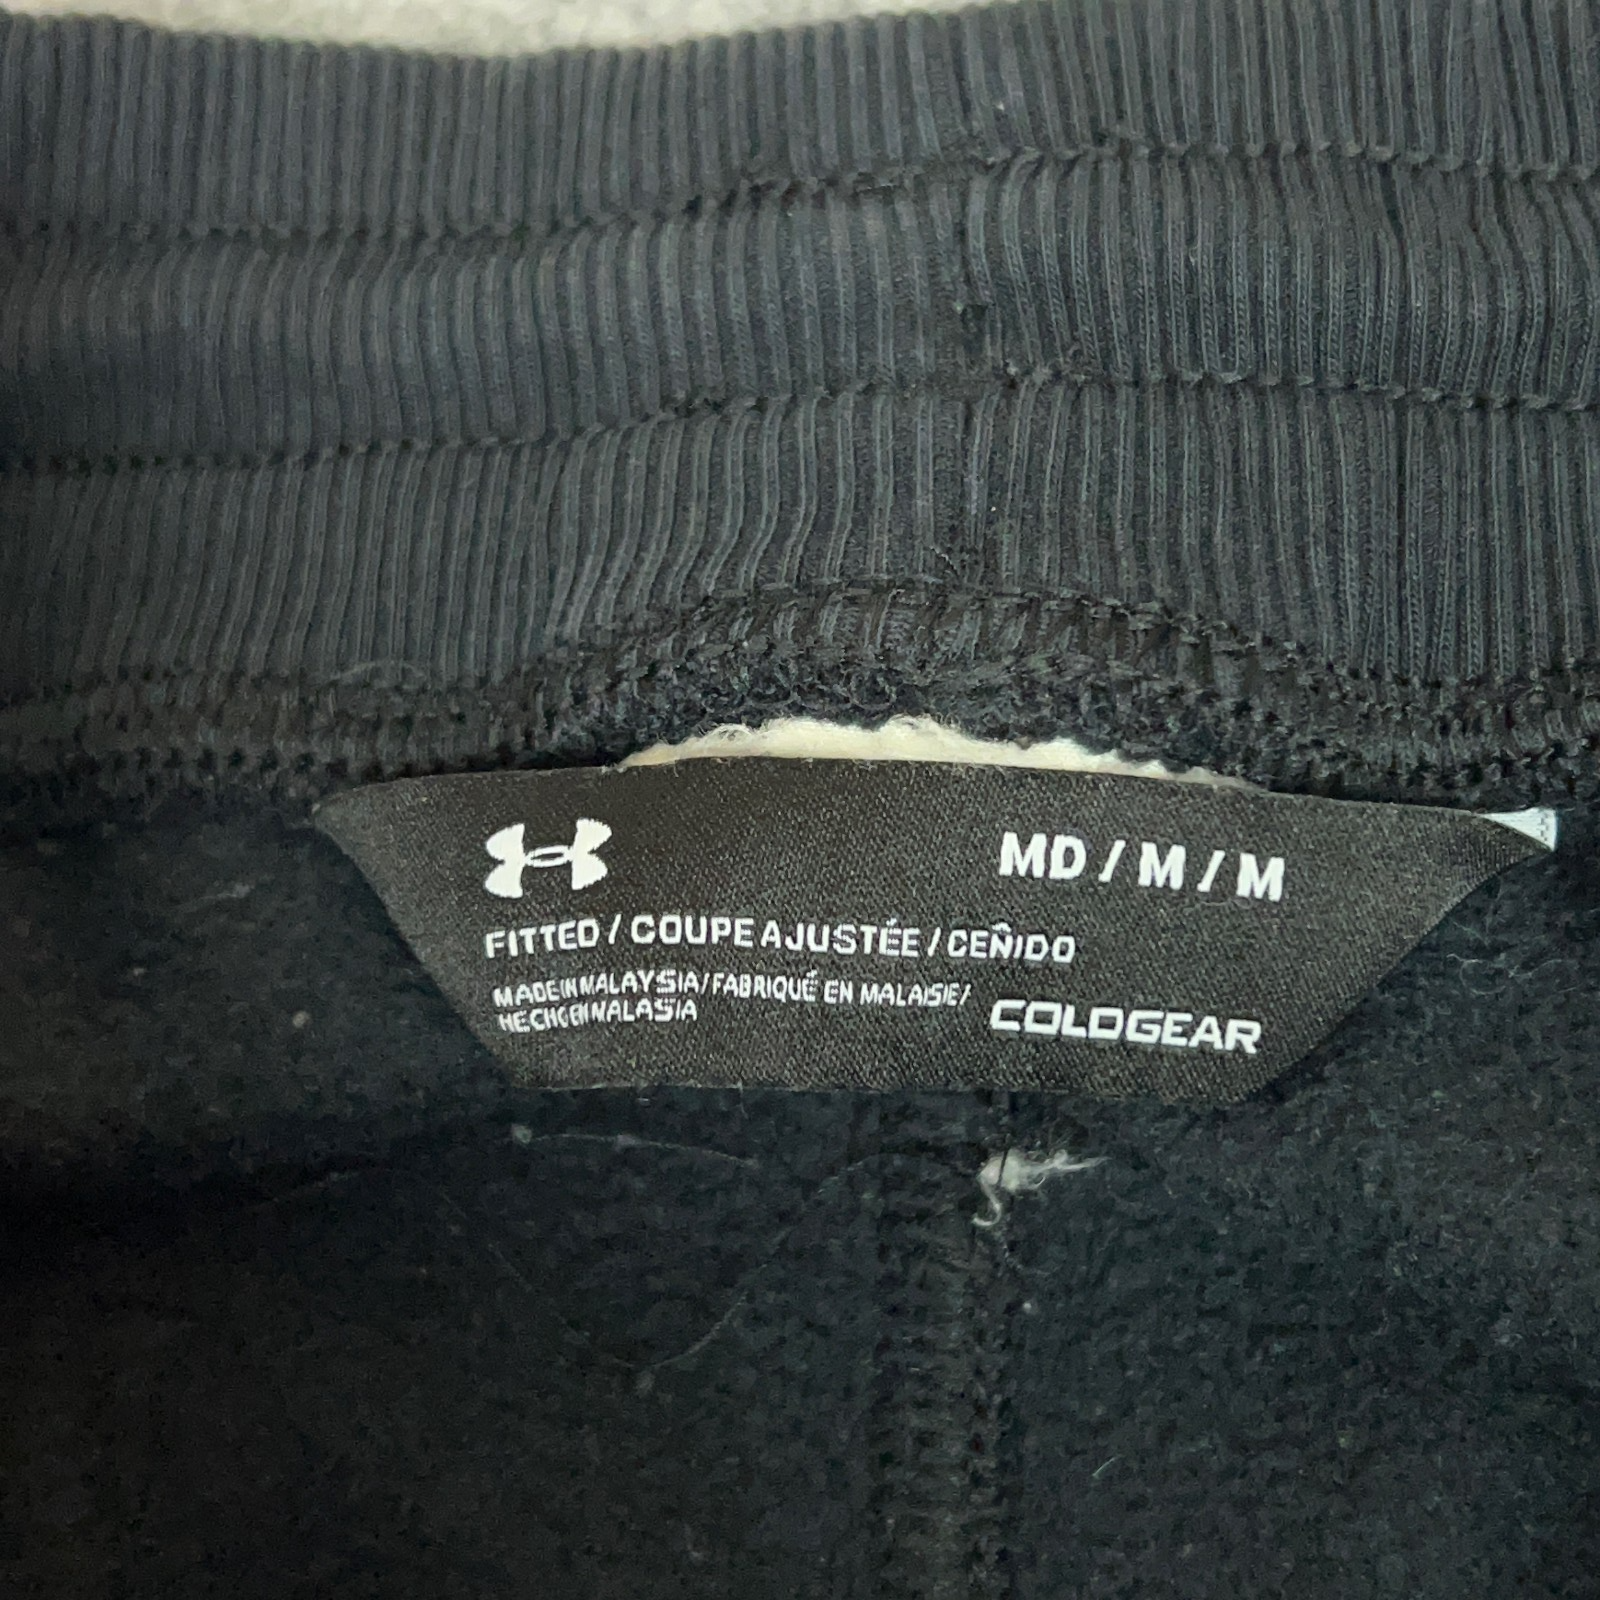 MD / M / M
FITTED / COUPE AJUSTÉE / CEÑIDO
MADE IN MALAYSIA / FABRIQUÉ EN MALAISIE /
HECHO EN MALASIA
COLDGEAR